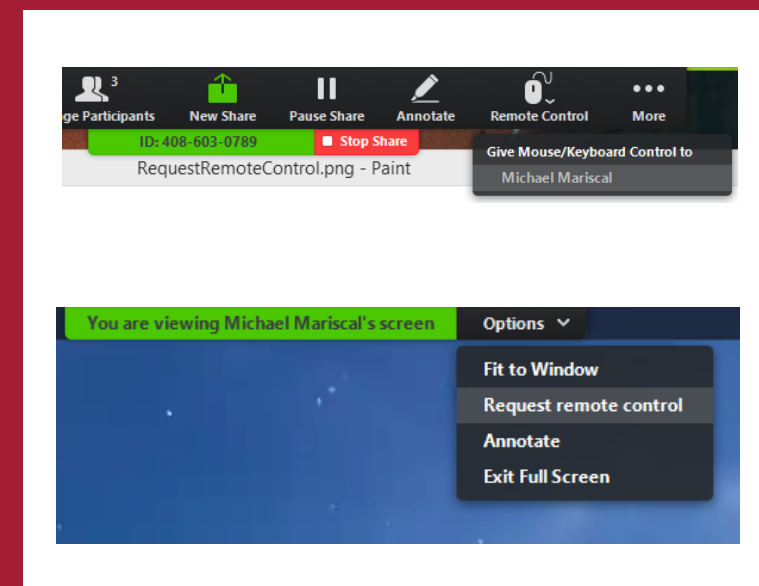 3
ge Participants New Share Pause Share Annotate Remote Control More
ID: 408-603-0789 Stop Share
Give Mouse/Keyboard Control to
RequestRemoteControl.png - Paint
Michael Mariscal
You are viewing Michael Mariscal's screen Options
Fit to Window
Request remote control
Annotate
Exit Full Screen